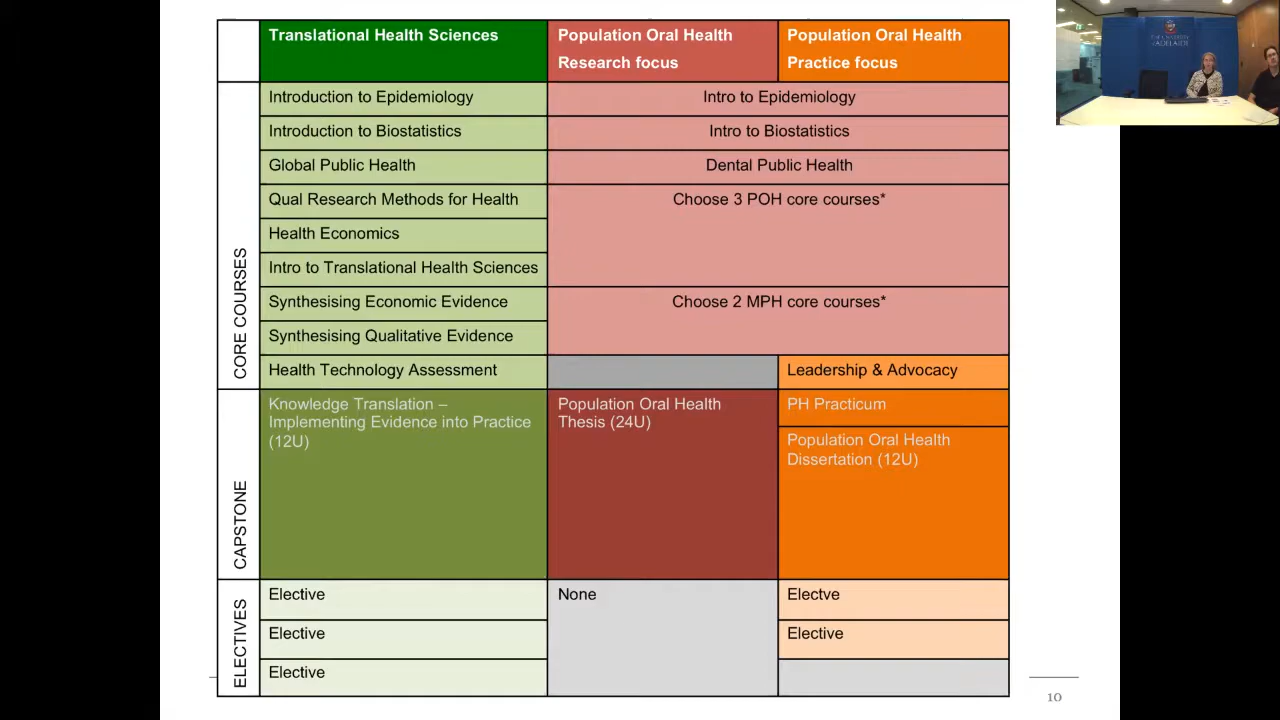 Translational Health Sciences
Population Oral Health
Research focus
Population Oral Health
Practice focus
CORE COURSES
Introduction to Epidemiology
Intro to Epidemiology
Introduction to Biostatistics
Intro to Biostatistics
Global Public Health
Dental Public Health
Qual Research Methods for Health
Choose 3 POH core courses*
Health Economics
Intro to Translational Health Sciences
Synthesising Economic Evidence
Choose 2 MPH core courses*
Synthesising Qualitative Evidence
Health Technology Assessment
Leadership & Advocacy
CAPSTONE
Knowledge Translation –
Implementing Evidence into Practice
(12U)
Population Oral Health
Thesis (24U)
PH Practicum
Population Oral Health
Dissertation (12U)
ELECTIVES
Elective
None
Electve
Elective
Elective
Elective
10
THE UNIVERSITY
of ADELAIDE